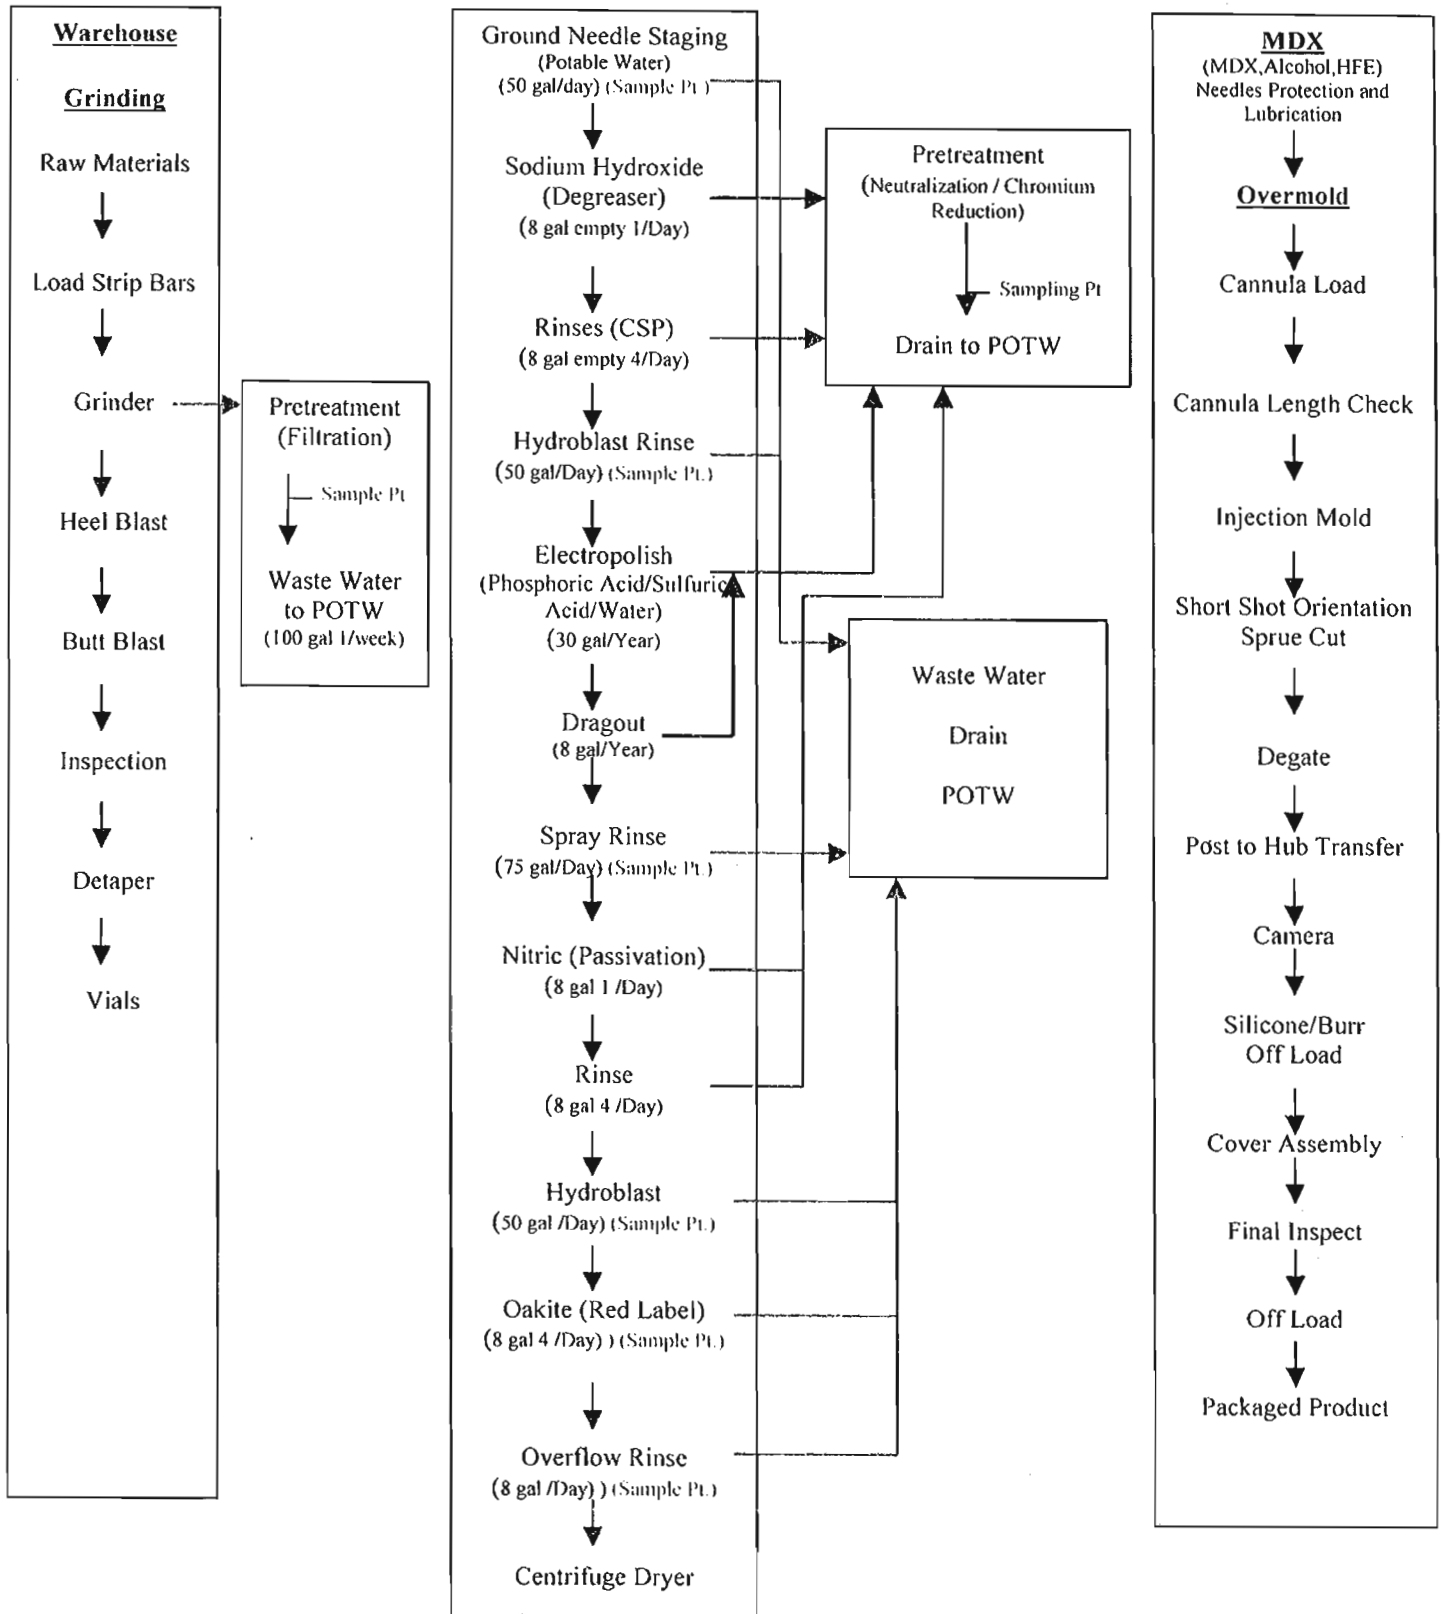 Warehouse
Grinding
Raw Materials
Load Strip Bars
Grinder
Heel Blast
Butt Blast
Inspection
Detaper
Vials
Pretreatment
(Filtration)
Sample Pt
Waste Water
to POTW
(100 gal 1/week)
Ground Needle Staging
(Potable Water)
(50 gal/day) (Sample Pt.)
Sodium Hydroxide
(Degreaser)
(8 gal empty 1/Day)
Rinses (CSP)
(8 gal empty 4/Day)
Hydroblast Rinse
(50 gal/Day) (Sample Pt.)
Electropolish
(Phosphoric Acid/Sulfuric
Acid/Water)
(30 gal/Year)
Dragout
(8 gal/Year)
Spray Rinse
(75 gal/Day) (Sample Pt.)
Nitric (Passivation)
(8 gal 1 /Day)
Rinse
(8 gal 4 /Day)
Hydroblast
(50 gal /Day) (Sample Pt.)
Oakite (Red Label)
(8 gal 4 /Day) ) (Sample Pt.)
Overflow Rinse
(8 gal /Day) ) (Sample Pt.)
Centrifuge Dryer
Pretreatment
(Neutralization / Chromium
Reduction)
Sampling Pt
Drain to POTW
Waste Water
Drain
POTW
MDX
(MDX,Alcohol,HFE)
Needles Protection and
Lubrication
Overmold
Cannula Load
Cannula Length Check
Injection Mold
Short Shot Orientation
Sprue Cut
Degate
Post to Hub Transfer
Camera
Silicone/Burr
Off Load
Cover Assembly
Final Inspect
Off Load
Packaged Product